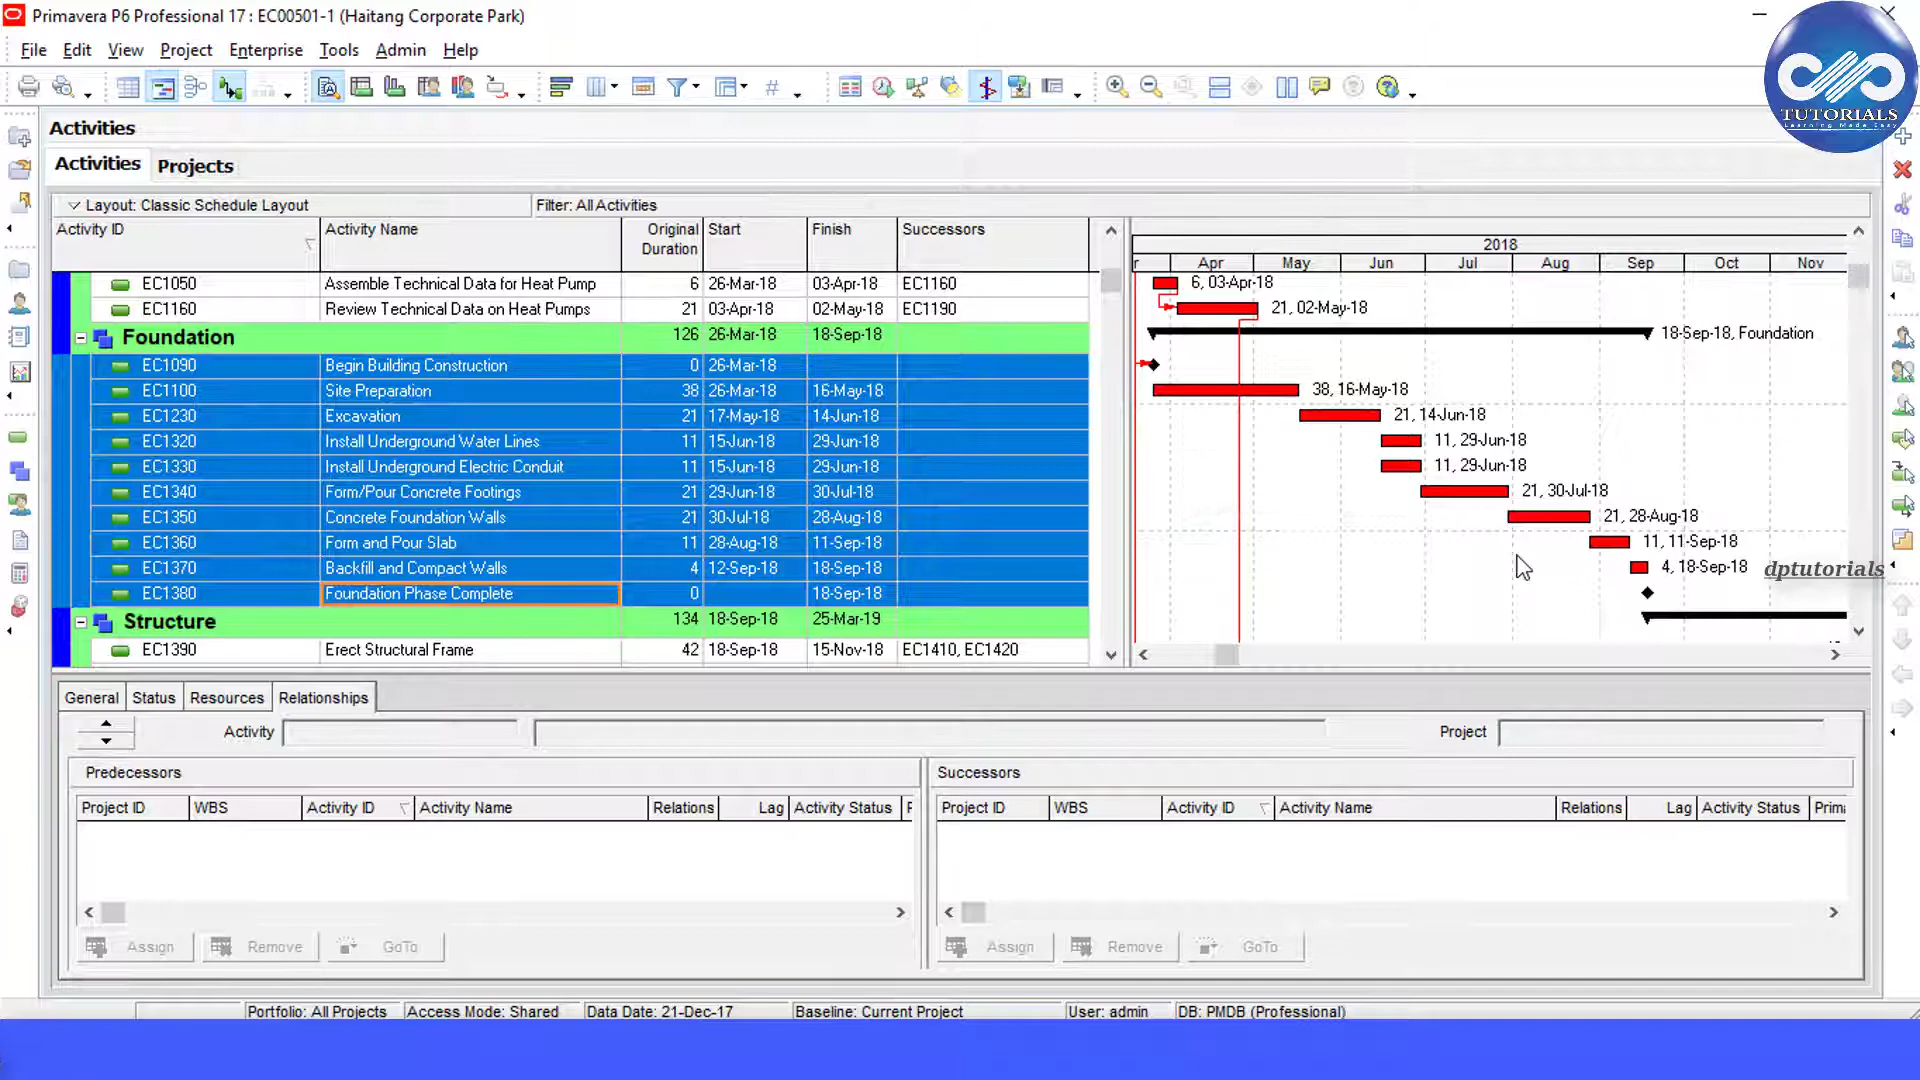 Primavera P6 Professional 17 : EC00501-1 (Haitang Corporate Park)
File Edit View Project Enterprise Tools Admin Help
TUTORIALS
Learning Made Easy
Activities
Activities Projects
Layout: Classic Schedule Layout Filter: All Activities
Activity ID Activity Name Original Duration Start Finish Successors
2018
r Apr May Jun Jul Aug Sep Oct Nov
EC1050 Assemble Technical Data for Heat Pump 6 26-Mar-18 03-Apr-18 EC1160 6, 03-Apr-18
EC1160 Review Technical Data on Heat Pumps 21 03-Apr-18 02-May-18 EC1190 21, 02-May-18
Foundation 126 26-Mar-18 18-Sep-18 18-Sep-18, Foundation
EC1090 Begin Building Construction 0 26-Mar-18
EC1100 Site Preparation 38 26-Mar-18 16-May-18 38, 16-May-18
EC1230 Excavation 21 17-May-18 14-Jun-18 21, 14-Jun-18
EC1320 Install Underground Water Lines 11 15-Jun-18 29-Jun-18 11, 29-Jun-18
EC1330 Install Underground Electric Conduit 11 15-Jun-18 29-Jun-18 11, 29-Jun-18
EC1340 Form/Pour Concrete Footings 21 29-Jun-18 30-Jul-18 21, 30-Jul-18
EC1350 Concrete Foundation Walls 21 30-Jul-18 28-Aug-18 21, 28-Aug-18
EC1360 Form and Pour Slab 11 28-Aug-18 11-Sep-18 11, 11-Sep-18
EC1370 Backfill and Compact Walls 4 12-Sep-18 18-Sep-18 4, 18-Sep-18 dptutorials
EC1380 Foundation Phase Complete 0 18-Sep-18
Structure 134 18-Sep-18 25-Mar-19
EC1390 Erect Structural Frame 42 18-Sep-18 15-Nov-18 EC1410, EC1420
General Status Resources Relationships
Activity Project
Predecessors Successors
Project ID WBS Activity ID Activity Name Relations Lag Activity Status Project ID WBS Activity ID Activity Name Relations Lag Activity Status Prim
Assign Remove GoTo Assign Remove GoTo
Portfolio: All Projects Access Mode: Shared Data Date: 21-Dec-17 Baseline: Current Project User: admin DB: PMDB (Professional)